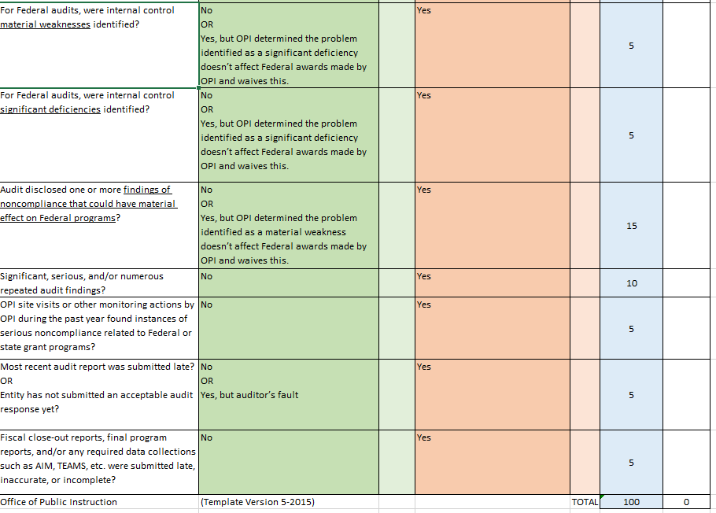 For Federal audits, were internal control
material weaknesses identified?
No
OR
Yes, but OPI determined the problem
identified as a significant deficiency
doesn't affect Federal awards made by
OPI and waives this.
Yes
5
For Federal audits, were internal control
significant deficiencies identified?
No
OR
Yes, but OPI determined the problem
identified as a significant deficiency
doesn't affect Federal awards made by
OPI and waives this.
Yes
5
Audit disclosed one or more findings of
noncompliance that could have material
effect on Federal programs?
No
OR
Yes, but OPI determined the problem
identified as a material weakness
doesn't affect Federal awards made by
OPI and waives this.
Yes
15
Significant, serious, and/or numerous
repeated audit findings?
No
Yes
10
OPI site visits or other monitoring actions by
OPI during the past year found instances of
serious noncompliance related to Federal or
state grant programs?
No
Yes
5
Most recent audit report was submitted late?
OR
Entity has not submitted an acceptable audit
response yet?
No
OR
Yes, but auditor's fault
Yes
5
Fiscal close-out reports, final program
reports, and/or any required data collections
such as AIM, TEAMS, etc. were submitted late,
inaccurate, or incomplete?
No
Yes
5
Office of Public Instruction
(Template Version 5-2015)
TOTAL
100
0